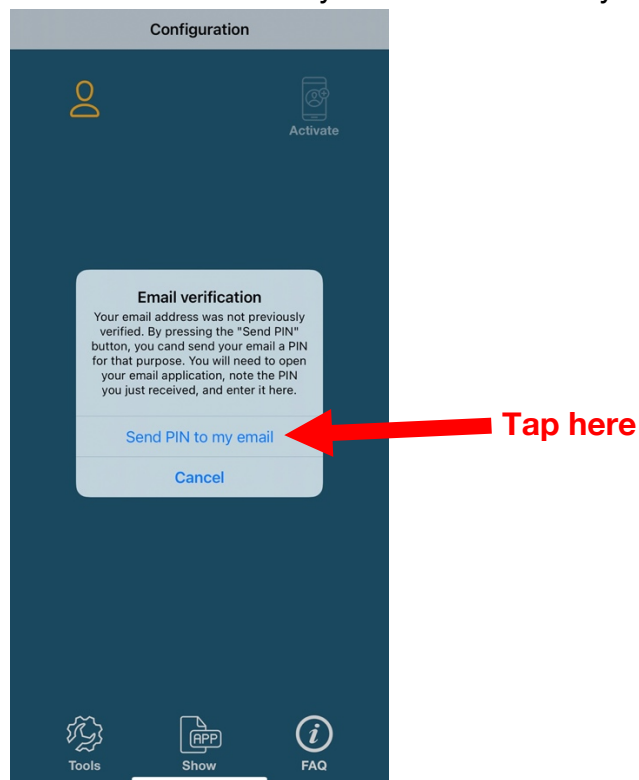 Configuration
Activate
Email verification
Your email address was not previously
verified. By pressing the "Send PIN"
button, you cand send your email a PIN
for that purpose. You will need to open
your email application, note the PIN
you just received, and enter it here.
Send PIN to my email
Tap here
Cancel
APP
Tools
Show
FAQ